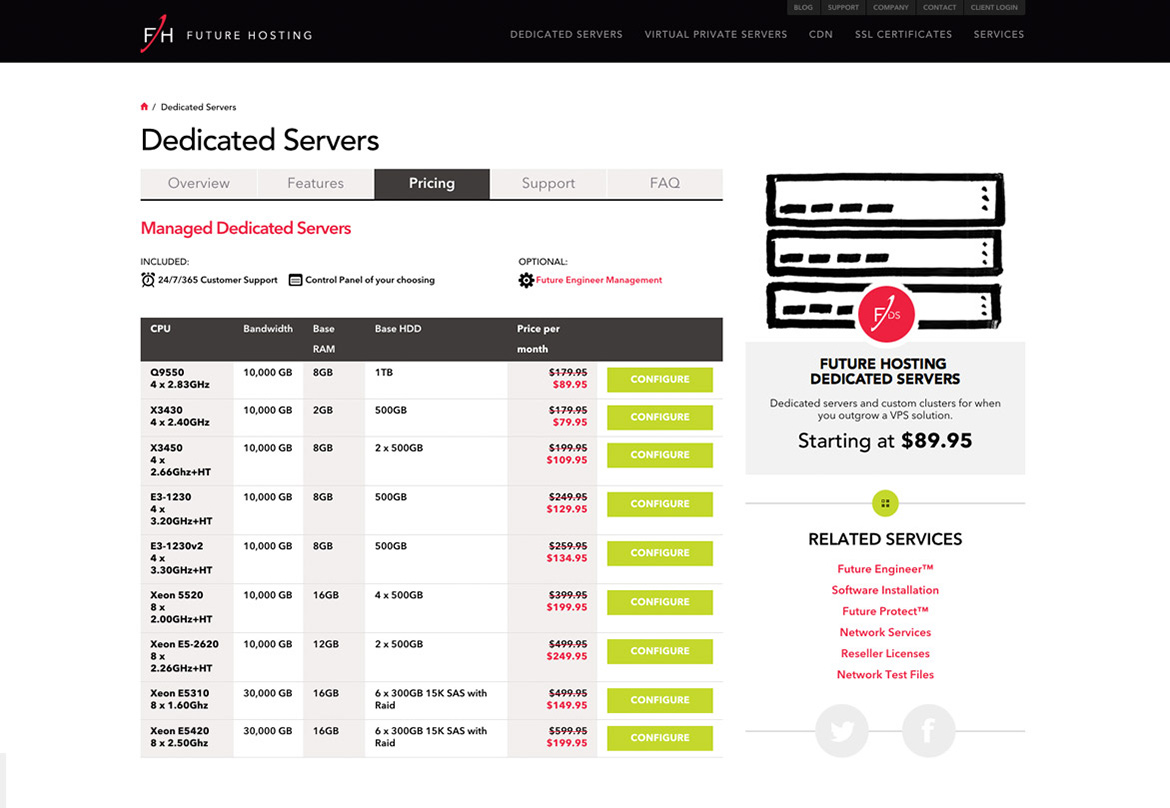 BLOG SUPPORT COMPANY CONTACT CLIENT LOGIN
F/H FUTURE HOSTING
DEDICATED SERVERS VIRTUAL PRIVATE SERVERS CDN SSL CERTIFICATES SERVICES
/ Dedicated Servers
Dedicated Servers
Overview Features Pricing Support FAQ
Managed Dedicated Servers
INCLUDED:
24/7/365 Customer Support Control Panel of your choosing
OPTIONAL:
Future Engineer Management
CPU Bandwidth Base RAM Base HDD Price per month
Q9550 10,000 GB 8GB 1TB $179.95
4 x 2.83GHz $89.95 CONFIGURE
X3430 10,000 GB 2GB 500GB $179.95
4 x 2.40GHz $79.95 CONFIGURE
X3450 10,000 GB 8GB 2 x 500GB $199.95
4 x $109.95 CONFIGURE
2.66Ghz+HT
E3-1230 10,000 GB 8GB 500GB $249.95
4 x $129.95 CONFIGURE
3.20GHz+HT
E3-1230v2 10,000 GB 8GB 500GB $259.95
4 x $134.95 CONFIGURE
3.30GHz+HT
Xeon 5520 10,000 GB 16GB 4 x 500GB $399.95
8 x $199.95 CONFIGURE
2.00GHz+HT
Xeon E5-2620 10,000 GB 12GB 2 x 500GB $499.95
8 x $249.95 CONFIGURE
2.26GHz+HT
Xeon E5310 30,000 GB 16GB 6 x 300GB 15K SAS with $499.95
8 x 1.60Ghz Raid $149.95 CONFIGURE
Xeon E5420 30,000 GB 16GB 6 x 300GB 15K SAS with $599.95
8 x 2.50Ghz Raid $199.95 CONFIGURE
F/DS
FUTURE HOSTING
DEDICATED SERVERS
Dedicated servers and custom clusters for when
you outgrow a VPS solution.
Starting at $89.95
RELATED SERVICES
Future Engineer™
Software Installation
Future Protect™
Network Services
Reseller Licenses
Network Test Files